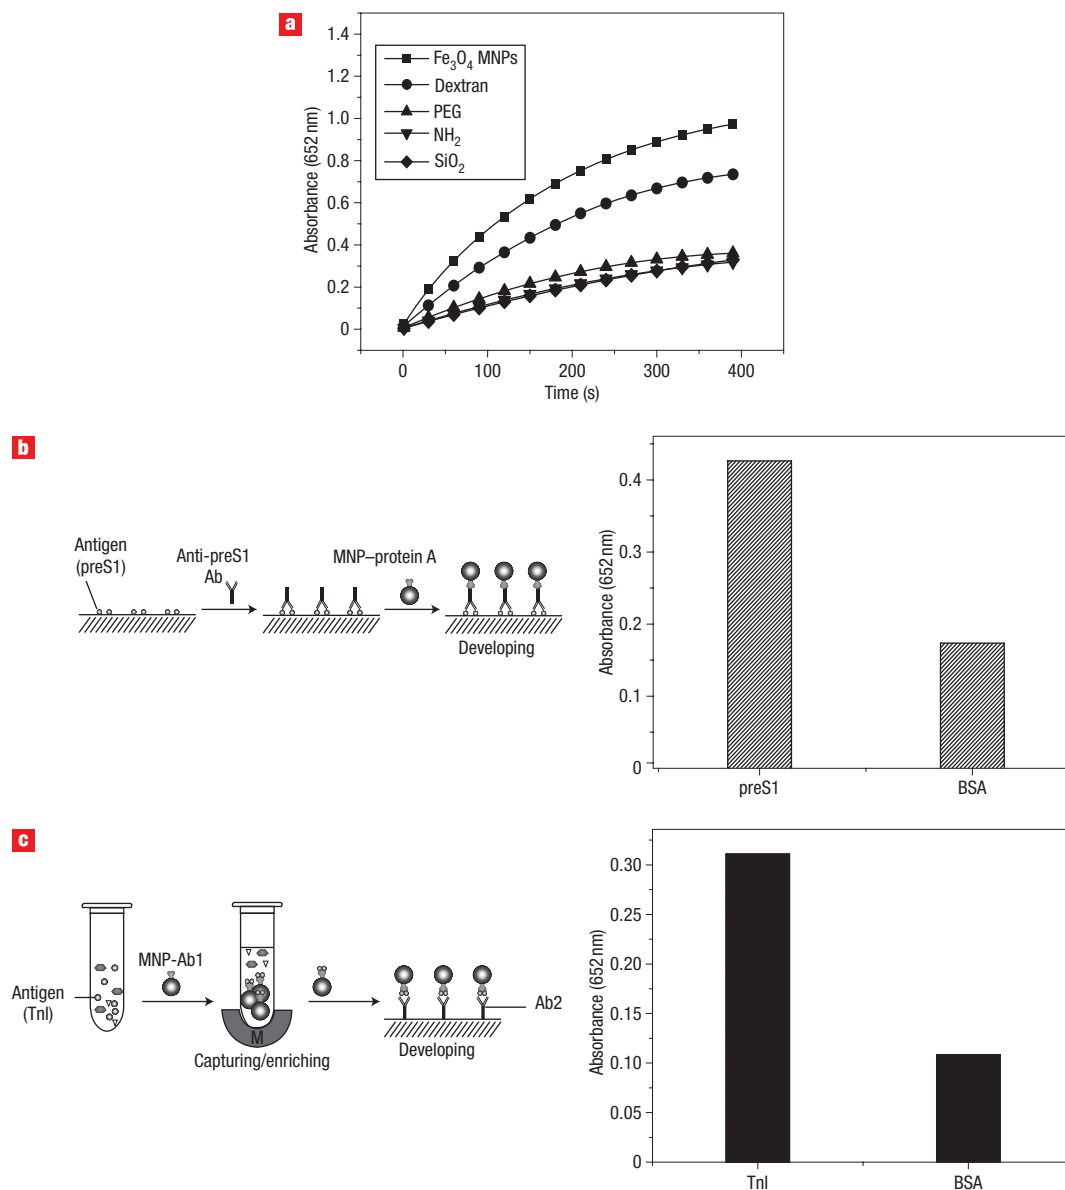 a
Absorbance (652 nm)
1.4
1.2
1.0
0.8
0.6
0.4
0.2
0
Fe₃O₄ MNPs
Dextran
PEG
NH₂
SiO₂
0 100 200 300 400
Time (s)
b
Antigen
(preS1)
Anti-preS1
Ab
MNP–protein A
Developing
Absorbance (652 nm)
0.4
0.3
0.2
0.1
0
preS1 BSA
c
Antigen
(TnI)
MNP-Ab1
M
Capturing/enriching
Ab2
Developing
Absorbance (652 nm)
0.30
0.25
0.20
0.15
0.10
0.05
0
TnI BSA